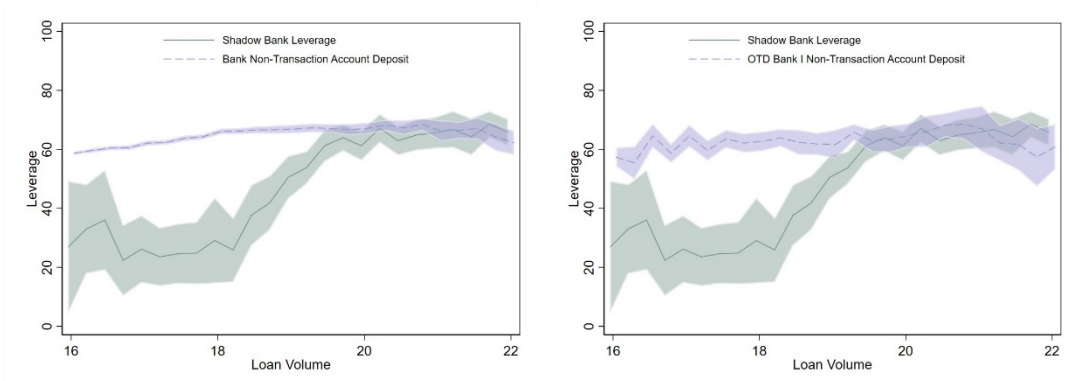 100
80
60
40
20
0
Leverage
Shadow Bank Leverage
Bank Non-Transaction Account Deposit
16
18
20
22
Loan Volume
100
80
60
40
20
0
Leverage
Shadow Bank Leverage
OTD Bank I Non-Transaction Account Deposit
16
18
20
22
Loan Volume